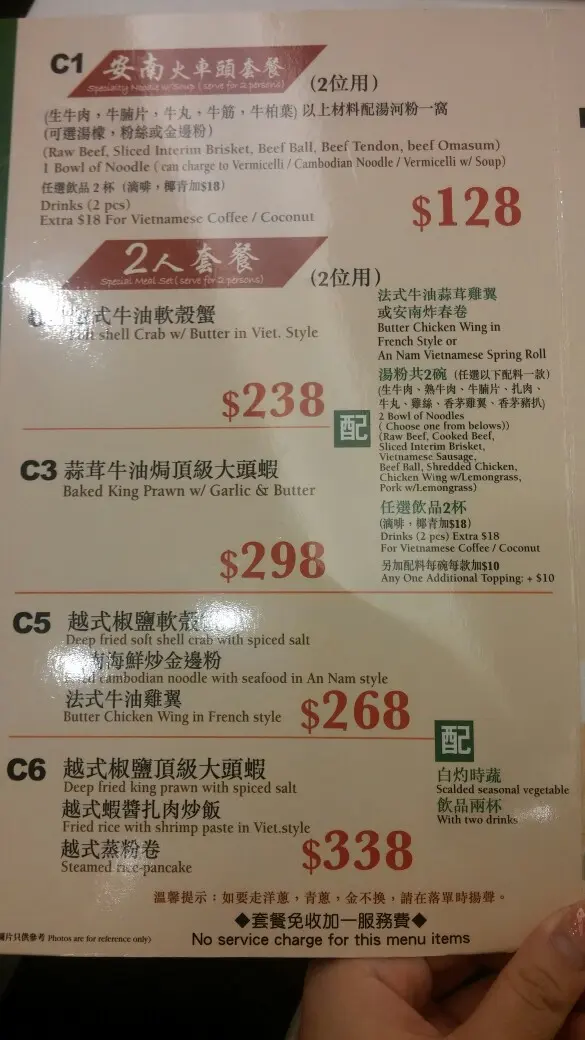 C1 安南火車頭套餐 (2位用)
Specialty Noodle w/Soup ( serve for 2 persons)
(生牛肉，牛腩片，牛丸，牛筋，牛柏葉) 以上材料配湯河粉一窩
(可選湯檬，粉絲或金邊粉)
(Raw Beef, Sliced Interim Brisket, Beef Ball, Beef Tendon, beef Omasum)
1 Bowl of Noodle ( can charge to Vermicelli / Cambodian Noodle / Vermicelli w/ Soup)
任選飲品 2 杯（滴啡，椰青加$18）
Drinks (2 pcs)
Extra $18 For Vietnamese Coffee / Coconut
$128
2人套餐 (2位用)
Special Meal Set ( serve for 2 persons)
式牛油軟殼蟹
shell Crab w/ Butter in Viet. Style
$238
C3 蒜茸牛油焗頂級大頭蝦
Baked King Prawn w/ Garlic & Butter
$298
配
法式牛油蒜茸雞翼
或安南炸春卷
Butter Chicken Wing in
French Style or
An Nam Vietnamese Spring Roll
湯粉共2碗（任選以下配料一款）
(生牛肉、熟牛肉、牛腩片、扎肉、
牛丸、雞絲、香茅雞翼、香茅豬扒)
2 Bowl of Noodles
( Choose one from belows))
(Raw Beef, Cooked Beef,
Sliced Interim Brisket,
Vietnamese Sausage,
Beef Ball, Shredded Chicken,
Chicken Wing w/Lemongrass,
Pork w/Lemongrass)
任選飲品2杯
(滴啡，椰青加$18)
Drinks (2 pcs) Extra $18
For Vietnamese Coffee / Coconut
另加配料每碗每款加$10
Any One Additional Topping: + $10
C5 越式椒鹽軟殼
Deep fried soft shell crab with spiced salt
南海鮮炒金邊粉
cambodian noodle with seafood in An Nam style
法式牛油雞翼
Butter Chicken Wing in French style
$268
C6 越式椒鹽頂級大頭蝦
Deep fried king prawn with spiced salt
越式蝦醬扎肉炒飯
Fried rice with shrimp paste in Viet.style
越式蒸粉卷
Steamed rice-pancake
$338
配
白灼時蔬
Scalded seasonal vegetable
飲品兩杯
With two drinks
溫馨提示：如要走洋蔥，青蔥，金不換，請在落單時揚聲。
◆套餐免收加一服務費◆
No service charge for this menu items
圖片只供參考 Photos are for reference only)